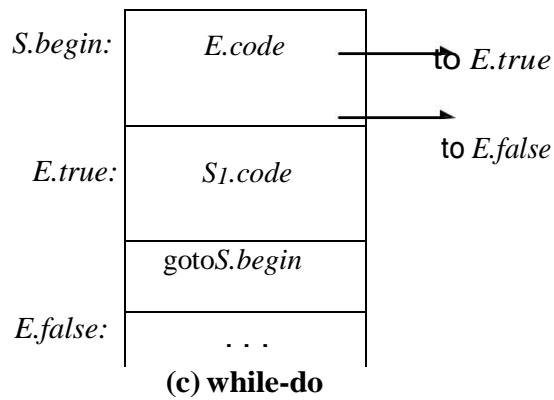 S.begin: E.code to E.true
to E.false
E.true: S1.code
gotoS.begin
E.false: . . .
(c) while-do